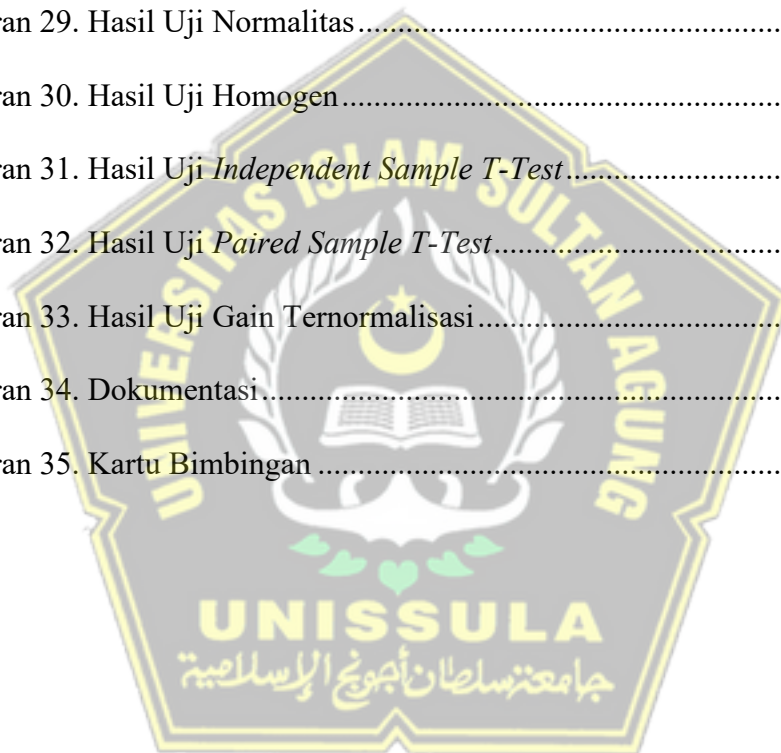 ran 29. Hasil Uji Normalitas......................................................
ran 30. Hasil Uji Homogen........................................................
ran 31. Hasil Uji Independent Sample T-Test...........................
ran 32. Hasil Uji Paired Sample T-Test.....................................
ran 33. Hasil Uji Gain Ternormalisasi.......................................
ran 34. Dokumentasi..................................................................
ran 35. Kartu Bimbingan ...........................................................
UNIVERSITAS ISLAM SULTAN AGUNG
UNISSULA
جامعتسلطان أجونج الإسلامية